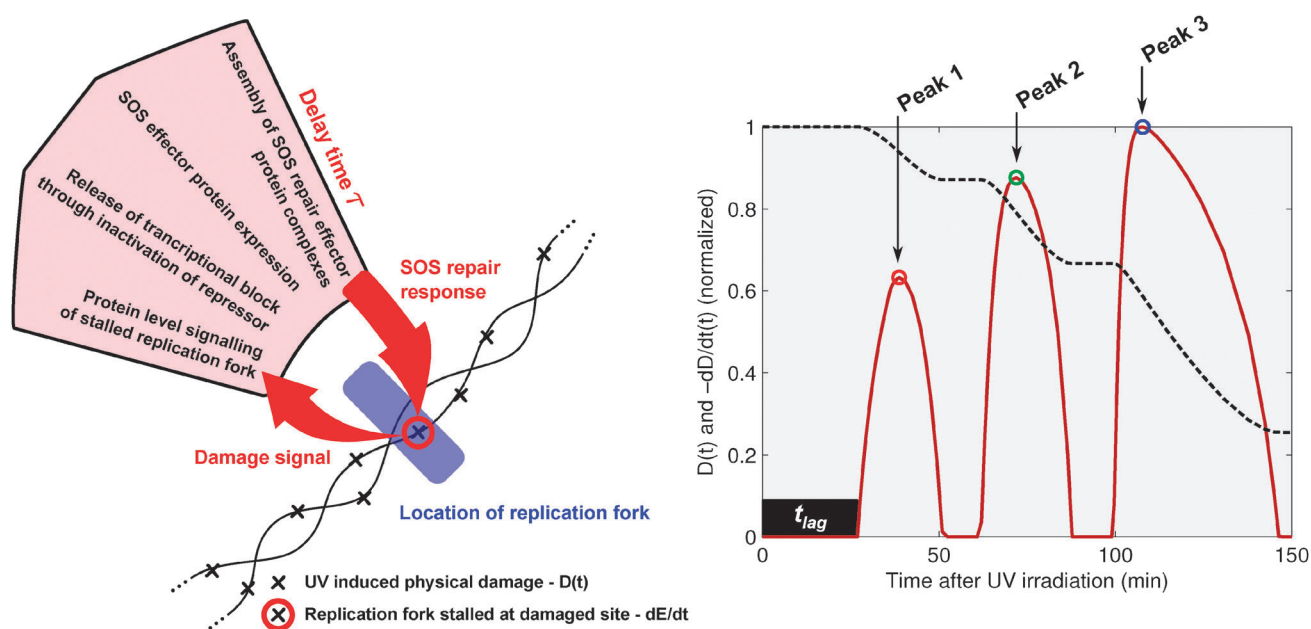 Assembly of SOS repair effector
protein complexes
SOS effector protein expression
Release of trancriptional block
through inactivation of repressor
Protein level signalling
of stalled replication fork
Delay time τ
SOS repair
response
Damage signal
Location of replication fork
UV induced physical damage - D(t)
Replication fork stalled at damaged site - dE/dt
Peak 1
Peak 2
Peak 3
D(t) and −dD/dt(t) (normalized)
1
0.8
0.6
0.4
0.2
0
t_lag
0
50
100
150
Time after UV irradiation (min)